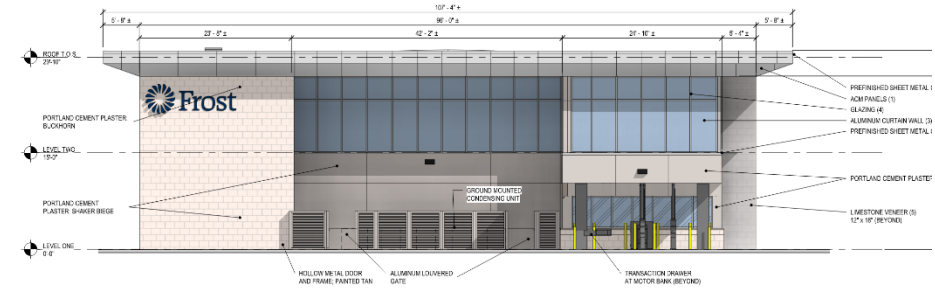 107'- 4" ±
5' - 8" ±
96'- 0" ±
5' - 8" ±
23' - 8" ±
42' - 2" ±
24' - 10" ±
5' - 4" ±
ROOF T.O.S.
29'-10"
Frost
PREFINISHED SHEET METAL
ACM PANELS (1)
GLAZING (4)
ALUMINUM CURTAIN WALL (3)
PREFINISHED SHEET METAL
PORTLAND CEMENT PLASTER:
BUCKHORN
LEVEL TWO
15'-0"
PORTLAND CEMENT PLASTER
GROUND MOUNTED
CONDENSING UNIT
PORTLAND CEMENT
PLASTER: SHAKER BIEGE
LIMESTONE VENEER (5)
12" x 18" (BEYOND)
LEVEL ONE
0'-0"
HOLLOW METAL DOOR
AND FRAME; PAINTED TAN
ALUMINUM LOUVERED
GATE
TRANSACTION DRAWER
AT MOTOR BANK (BEYOND)